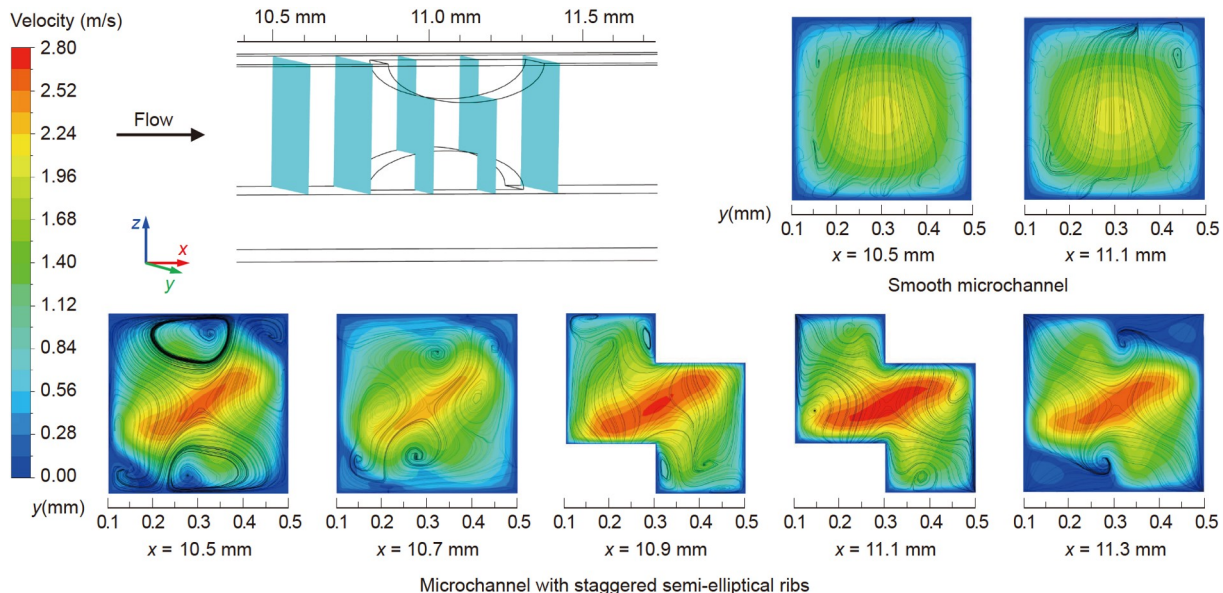 Velocity (m/s)
2.80
2.52
2.24
1.96
1.68
1.40
1.12
0.84
0.56
0.28
0.00
10.5 mm 11.0 mm 11.5 mm
Flow
z
x
y
y(mm)
0.1 0.2 0.3 0.4 0.5 0.1 0.2 0.3 0.4 0.5
x = 10.5 mm x = 11.1 mm
Smooth microchannel
y(mm)
0.1 0.2 0.3 0.4 0.5 0.1 0.2 0.3 0.4 0.5 0.1 0.2 0.3 0.4 0.5 0.1 0.2 0.3 0.4 0.5 0.1 0.2 0.3 0.4 0.5
x = 10.5 mm x = 10.7 mm x = 10.9 mm x = 11.1 mm x = 11.3 mm
Microchannel with staggered semi-elliptical ribs